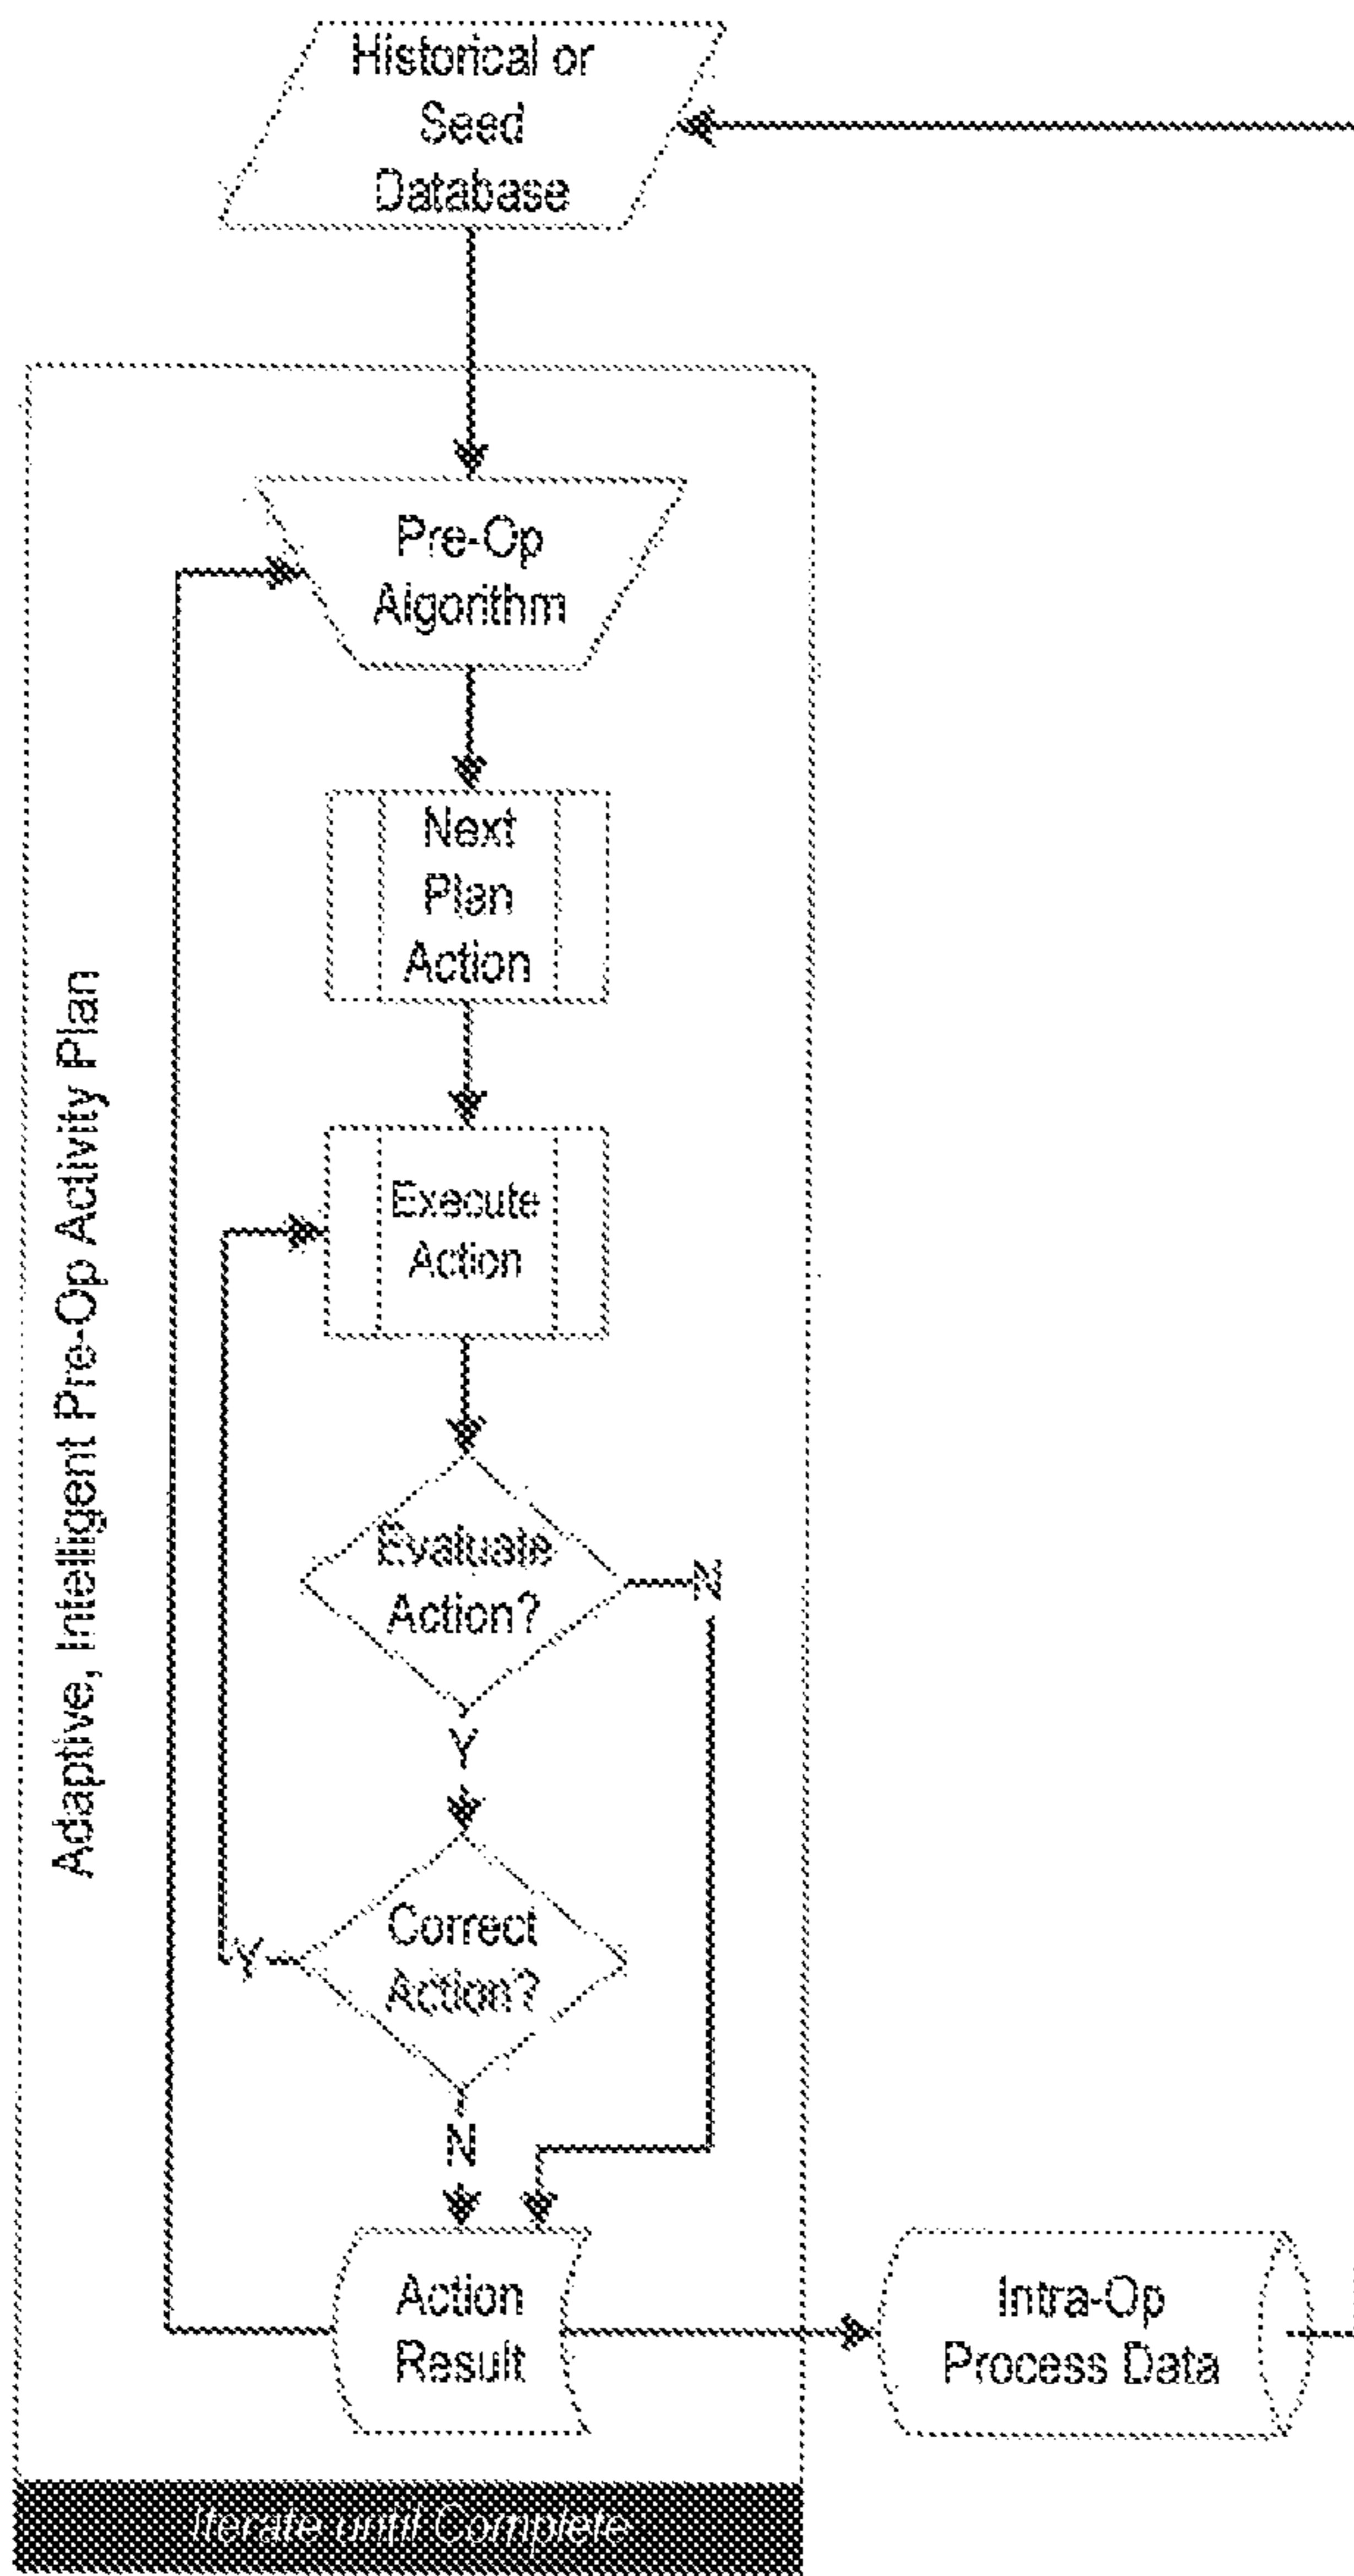 Historical or
Seed
Database
Pre-Op
Algorithm
Next
Plan
Action
Execute
Action
Evaluate
Action?
N
Y
Correct
Action?
Y
N
Action
Result
Intra-Op
Process Data
Adaptive, Intelligent Pre-Op Activity Plan
Iterate until Complete